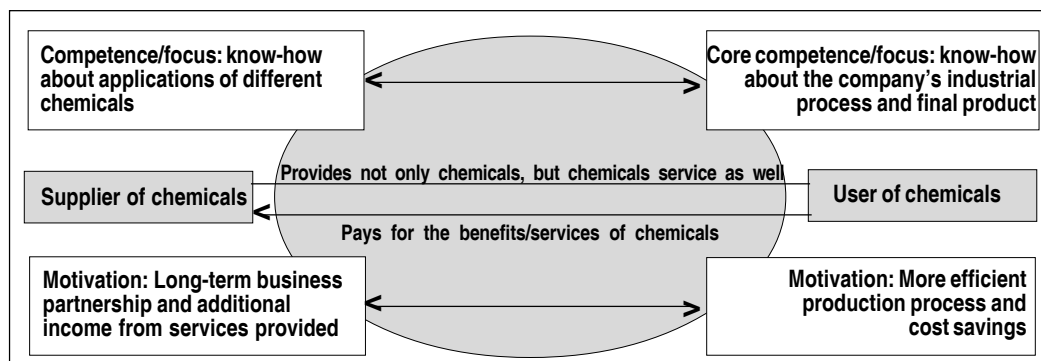 Competence/focus: know-how
about applications of different
chemicals
Core competence/focus: know-how
about the company's industrial
process and final product
Provides not only chemicals, but chemicals service as well
Supplier of chemicals
User of chemicals
Pays for the benefits/services of chemicals
Motivation: Long-term business
partnership and additional
income from services provided
Motivation: More efficient
production process and
cost savings